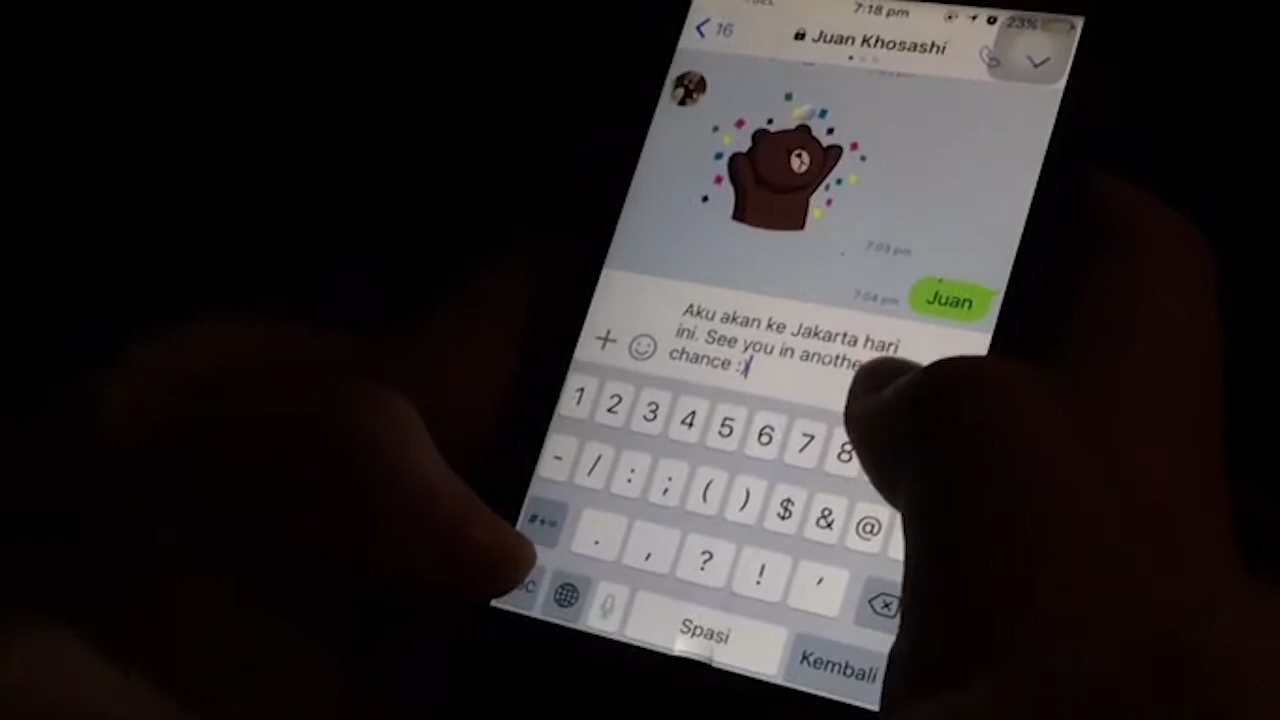 7:18 pm
23%
16
Juan Khosashi
7:03 pm
7:04 pm
Juan
Aku akan ke Jakarta hari
ini. See you in
chance :)
1 2 3 4 5 6 7 8
- / : ; ( ) $ & @
#+=
. , ? ! '
Spasi
Kembali